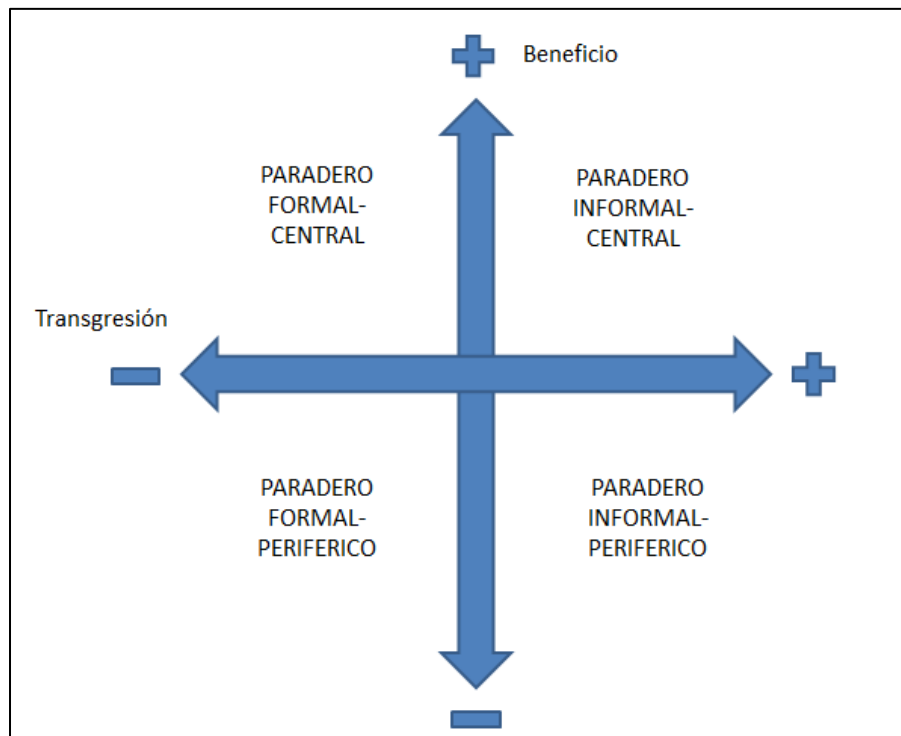 Beneficio
PARADERO
FORMAL-
CENTRAL
PARADERO
INFORMAL-
CENTRAL
Transgresión
PARADERO
FORMAL-
PERIFERICO
PARADERO
INFORMAL-
PERIFERICO